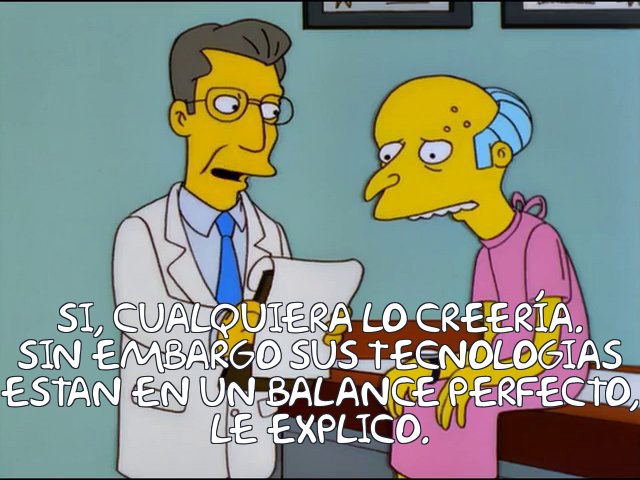 SI, CUALQUIERA LO CREERÍA.
SIN EMBARGO SUS TECNOLOGIAS
ESTAN EN UN BALANCE PERFECTO,
LE EXPLICO.